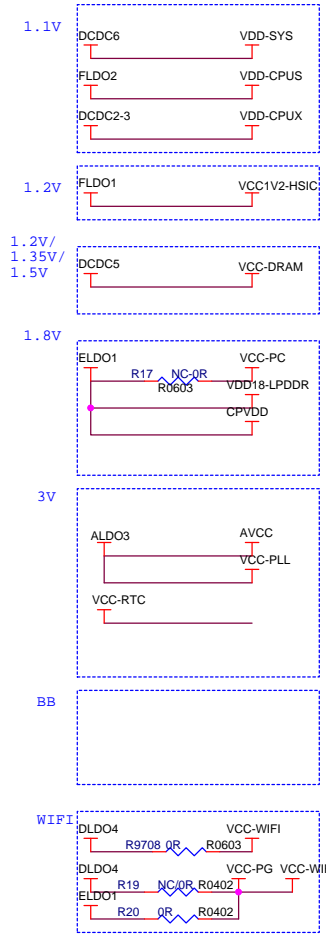 1.1V
DCDC6 VDD-SYS
FLDO2 VDD-CPUS
DCDC2-3 VDD-CPUX
1.2V
FLDO1 VCC1V2-HSIC
1.2V/
1.35V/
1.5V
DCDC5 VCC-DRAM
1.8V
ELDO1 VCC-PC
R17 NC-0R
R0603
VDD18-LPDDR
CPVDD
3V
ALDO3 AVCC
VCC-PLL
VCC-RTC
BB
WIFI
DLDO4 VCC-WIFI
R9708 0R R0603
DLDO4 VCC-PG
R19 NC/0R R0402
ELDO1
R20 0R R0402